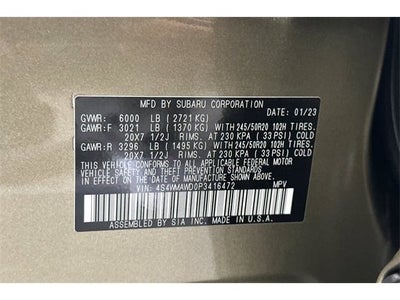 MFD BY SUBARU CORPORATION
DATE: 01/23
GVWR: 6000 LB (2721 KG)
GAWR:F 3021 LB (1370 KG) WITH 245/50R20 102H TIRES.
20X7 1/2J RIMS. AT 230 KPA (33 PSI) COLD
GAWR:R 3296 LB (1495 KG) WITH 245/50R20 102H TIRES.
20X7 1/2J RIMS. AT 230 KPA (33 PSI) COLD
THIS VEHICLE CONFORMS TO ALL APPLICABLE FEDERAL MOTOR
VEHICLE SAFETY AND THEFT PREVENTION STANDARDS IN
EFFECT ON THE DATE OF MANUFACTURE SHOWN ABOVE.
VIN: 4S4WMAWD0P3416472 MPV
ASSEMBLED BY SIA INC. MADE IN U.S.A.